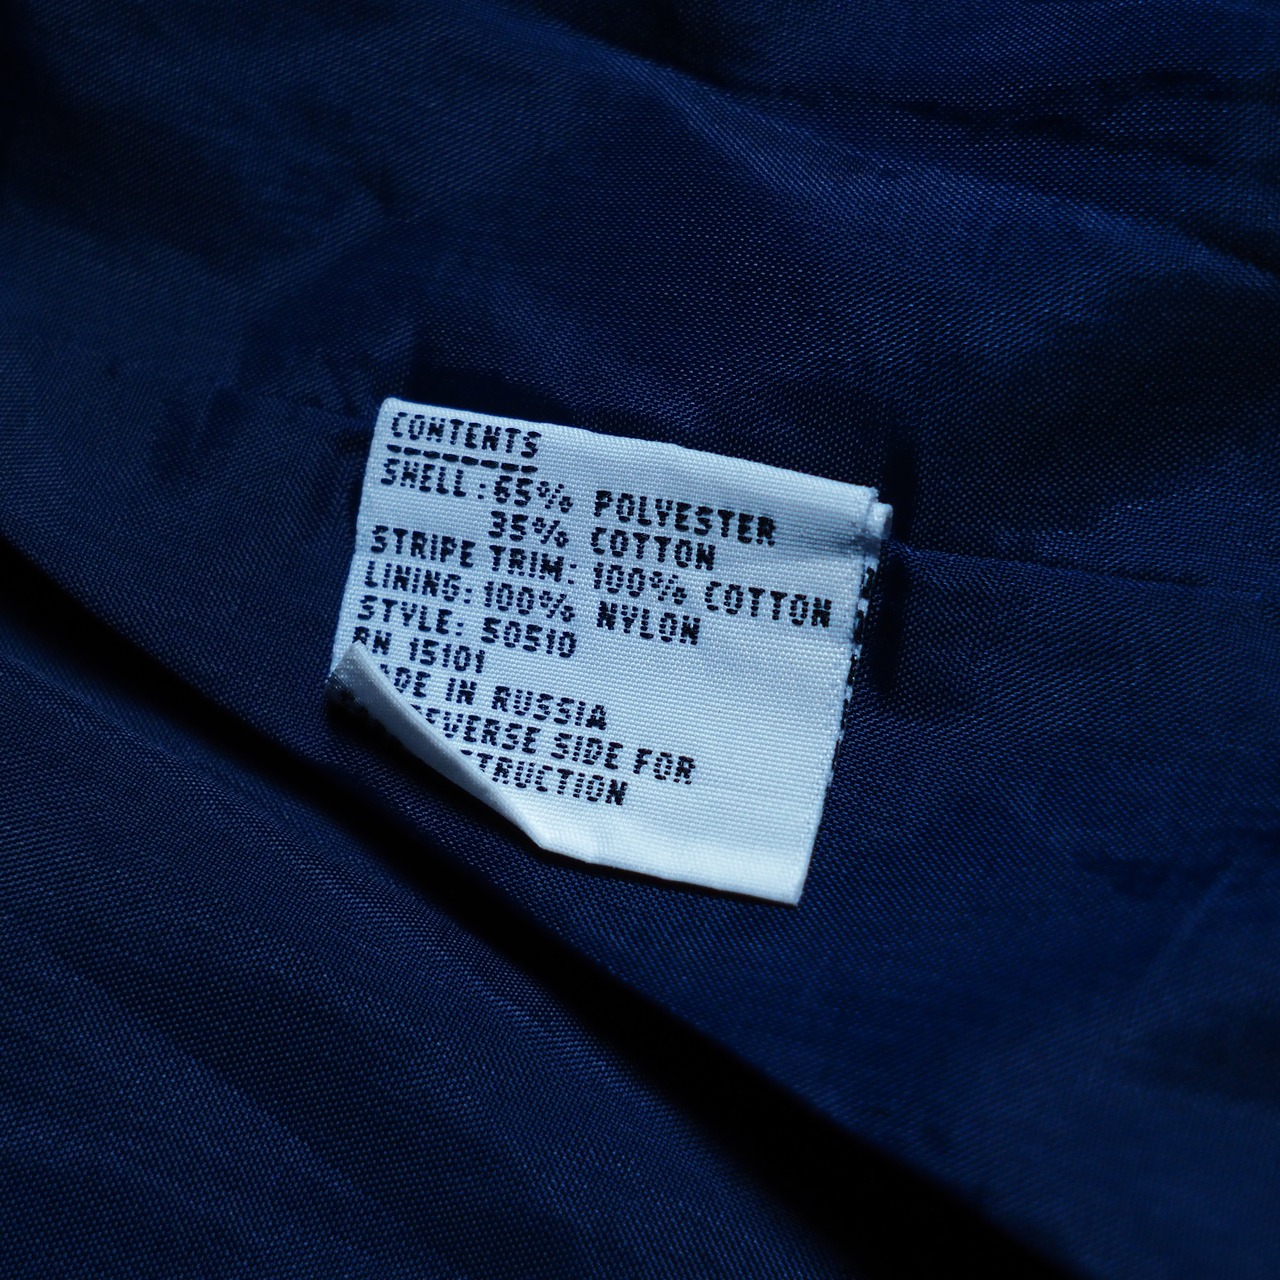 CONTENTS
SHELL: 65% POLYESTER
35% COTTON
STRIPE TRIM: 100% COTTON
LINING: 100% NYLON
STYLE: 50510
RN 15101
ADE IN RUSSIA
EVERSE SIDE FOR
TRUCTION